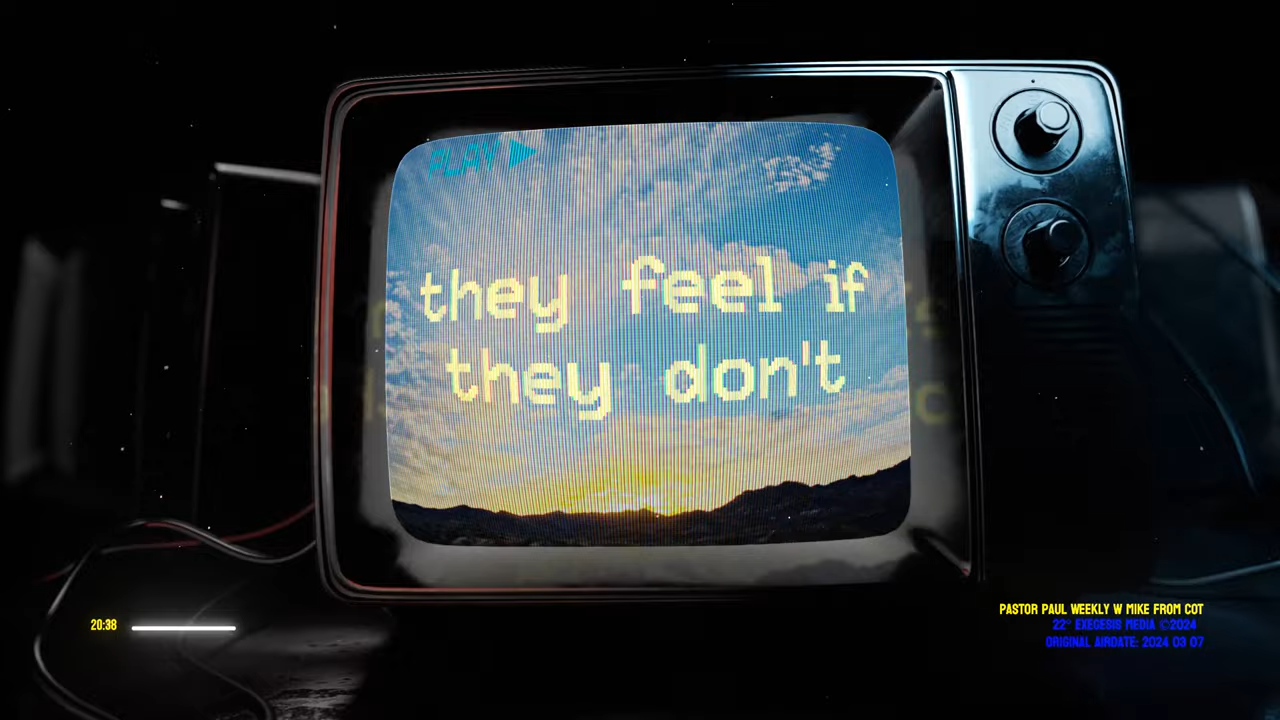 PLAY
they feel if
they don't
20:38
PASTOR PAUL WEEKLY W MIKE FROM COT
22° EXEGESIS MEDIA ©2024
ORIGINAL AIRDATE: 2024 03 07